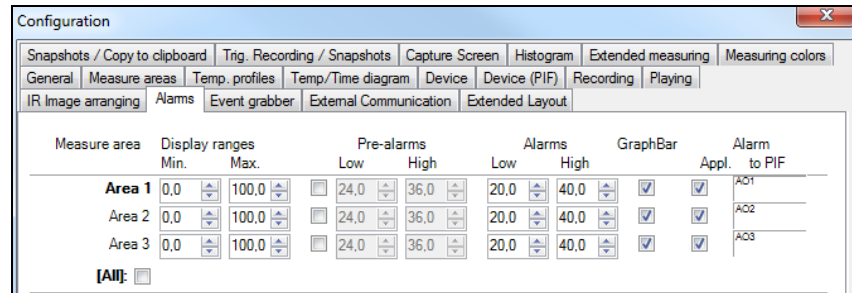 Configuration
Snapshots / Copy to clipboard Trig. Recording / Snapshots Capture Screen Histogram Extended measuring Measuring colors
General Measure areas Temp. profiles Temp/Time diagram Device Device (PIF) Recording Playing
IR Image arranging Alarms Event grabber External Communication Extended Layout
Measure area Display ranges Pre-alarms Alarms GraphBar Alarm
Min. Max. Low High Low High Appl. to PIF
Area 1 0,0 100,0 24,0 36,0 20,0 40,0 AO1
Area 2 0,0 100,0 24,0 36,0 20,0 40,0 AO2
Area 3 0,0 100,0 24,0 36,0 20,0 40,0 AO3
[All]: